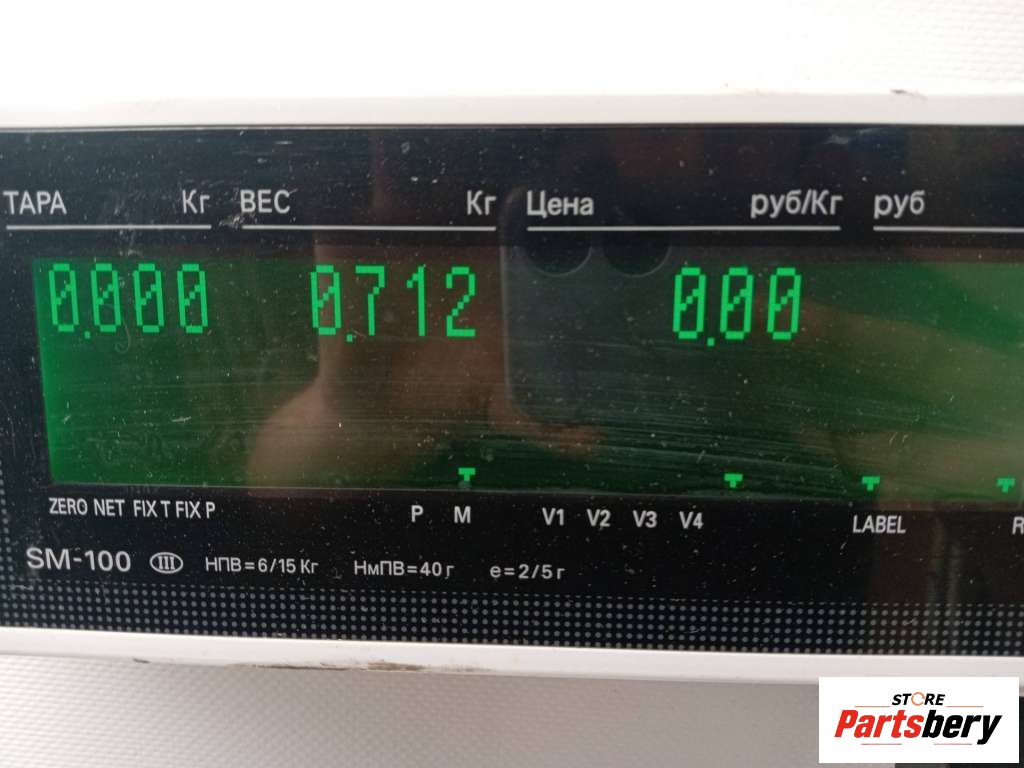 ТАРА Кг ВЕС Кг Цена руб/Кг руб
0.000 0.712 0.00
ZERO NET FIX T FIX P P M V1 V2 V3 V4 LABEL
SM-100 III НПВ=6/15 Кг НмПВ=40 г e=2/5 г
STORE
Partsbery